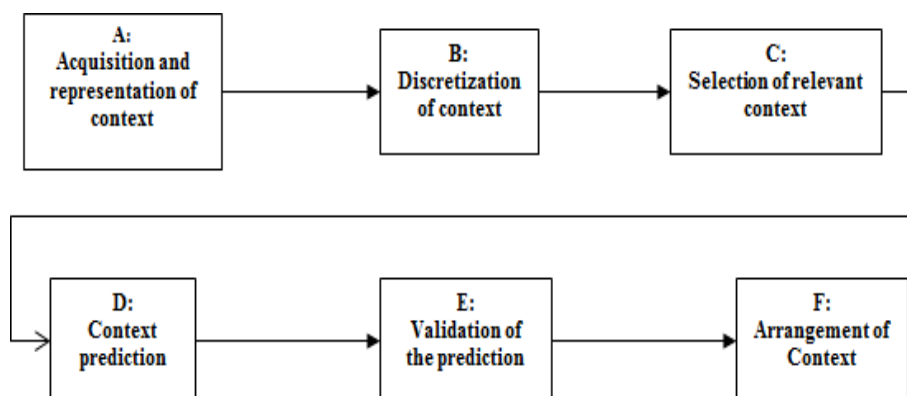 A:
Acquisition and
representation of
context
B:
Discretization
of context
C:
Selection of relevant
context
D:
Context
prediction
E:
Validation of
the prediction
F:
Arrangement of
Context